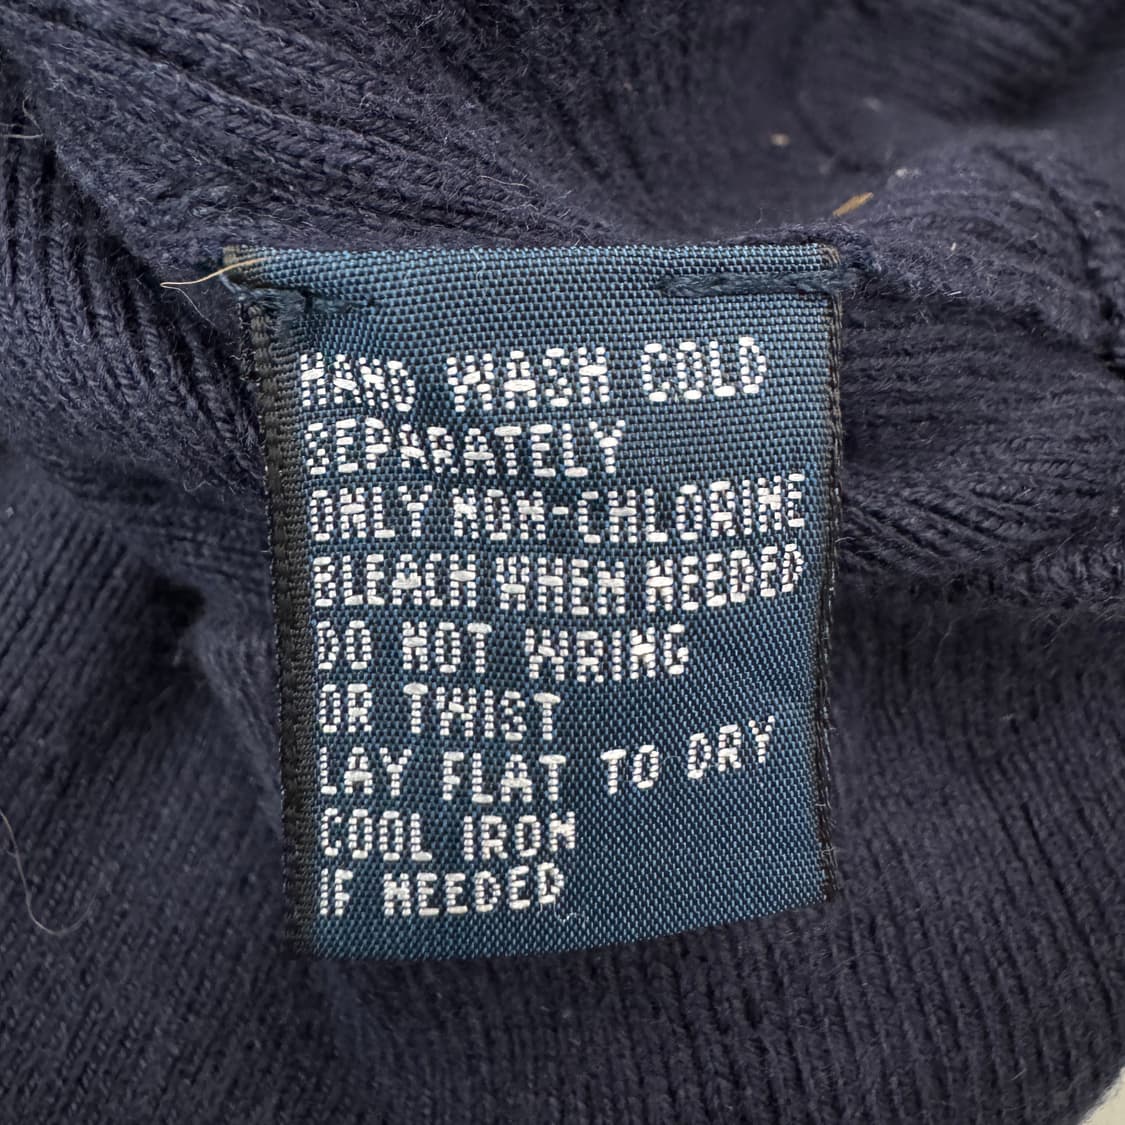 HAND WASH COLD
SEPARATELY
ONLY NON-CHLORINE
BLEACH WHEN NEEDED
DO NOT WRING
OR TWIST
LAY FLAT TO DRY
COOL IRON
IF NEEDED